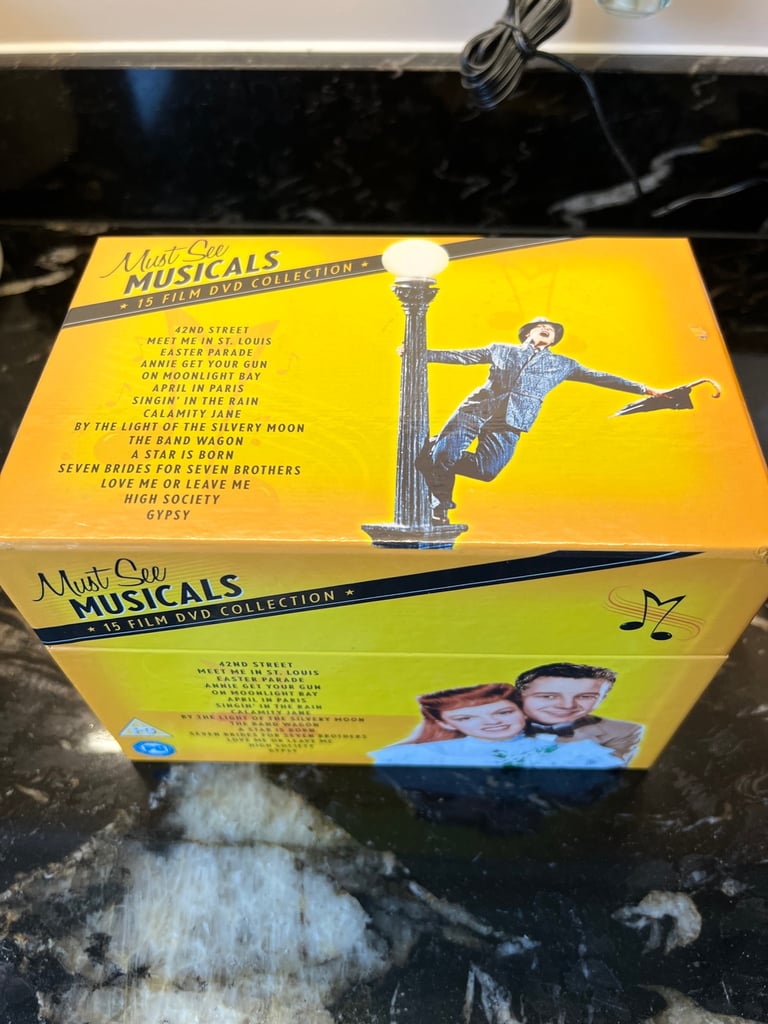 Must See
MUSICALS
★ 15 FILM DVD COLLECTION ★
42ND STREET
MEET ME IN ST. LOUIS
EASTER PARADE
ANNIE GET YOUR GUN
ON MOONLIGHT BAY
APRIL IN PARIS
SINGIN' IN THE RAIN
CALAMITY JANE
BY THE LIGHT OF THE SILVERY MOON
THE BAND WAGON
A STAR IS BORN
SEVEN BRIDES FOR SEVEN BROTHERS
LOVE ME OR LEAVE ME
HIGH SOCIETY
GYPSY
Must See
MUSICALS
★ 15 FILM DVD COLLECTION ★
42ND STREET
MEET ME IN ST. LOUIS
EASTER PARADE
ANNIE GET YOUR GUN
ON MOONLIGHT BAY
APRIL IN PARIS
SINGIN' IN THE RAIN
CALAMITY JANE
BY THE LIGHT OF THE SILVERY MOON
THE BAND WAGON
A STAR IS BORN
SEVEN BRIDES FOR SEVEN BROTHERS
LOVE ME OR LEAVE ME
HIGH SOCIETY
GYPSY
PG